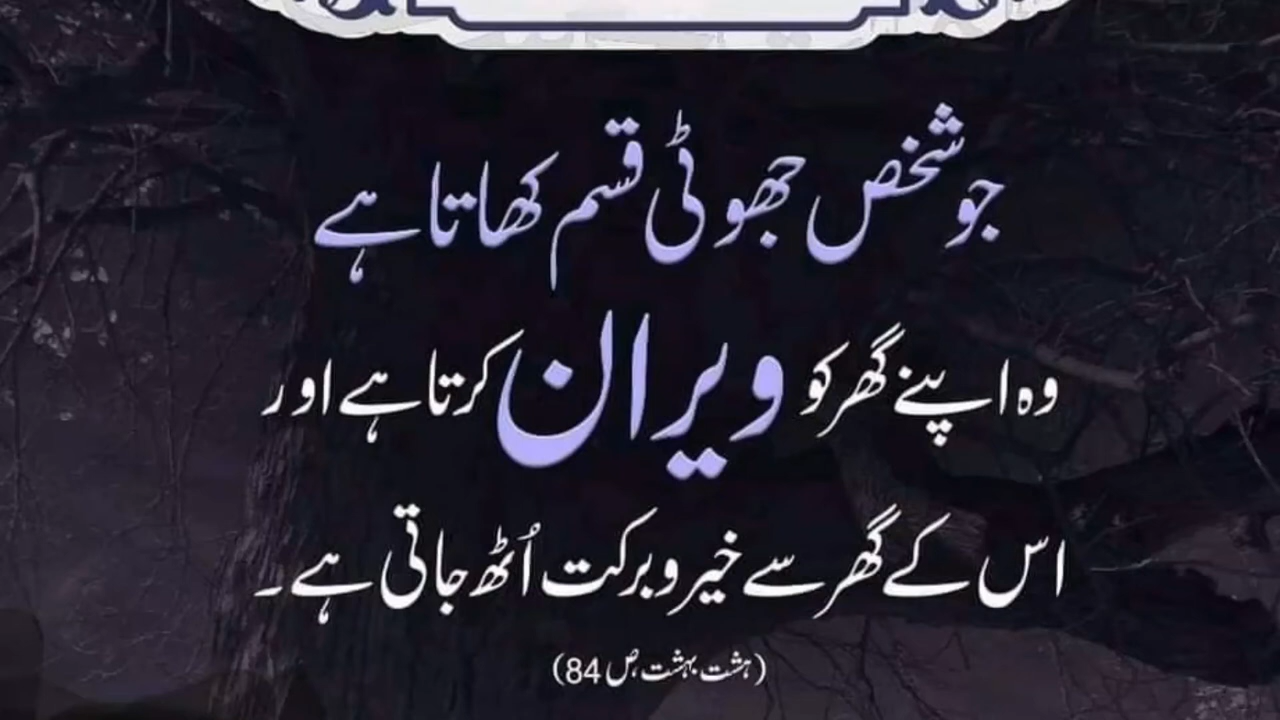 جو شخص جھوٹی قسم کھاتا ہے
وہ اپنے گھر کو ویران کرتا ہے اور
اس کے گھر سے خیر و برکت اُٹھ جاتی ہے۔
(ہشت بہشت، ص 84)